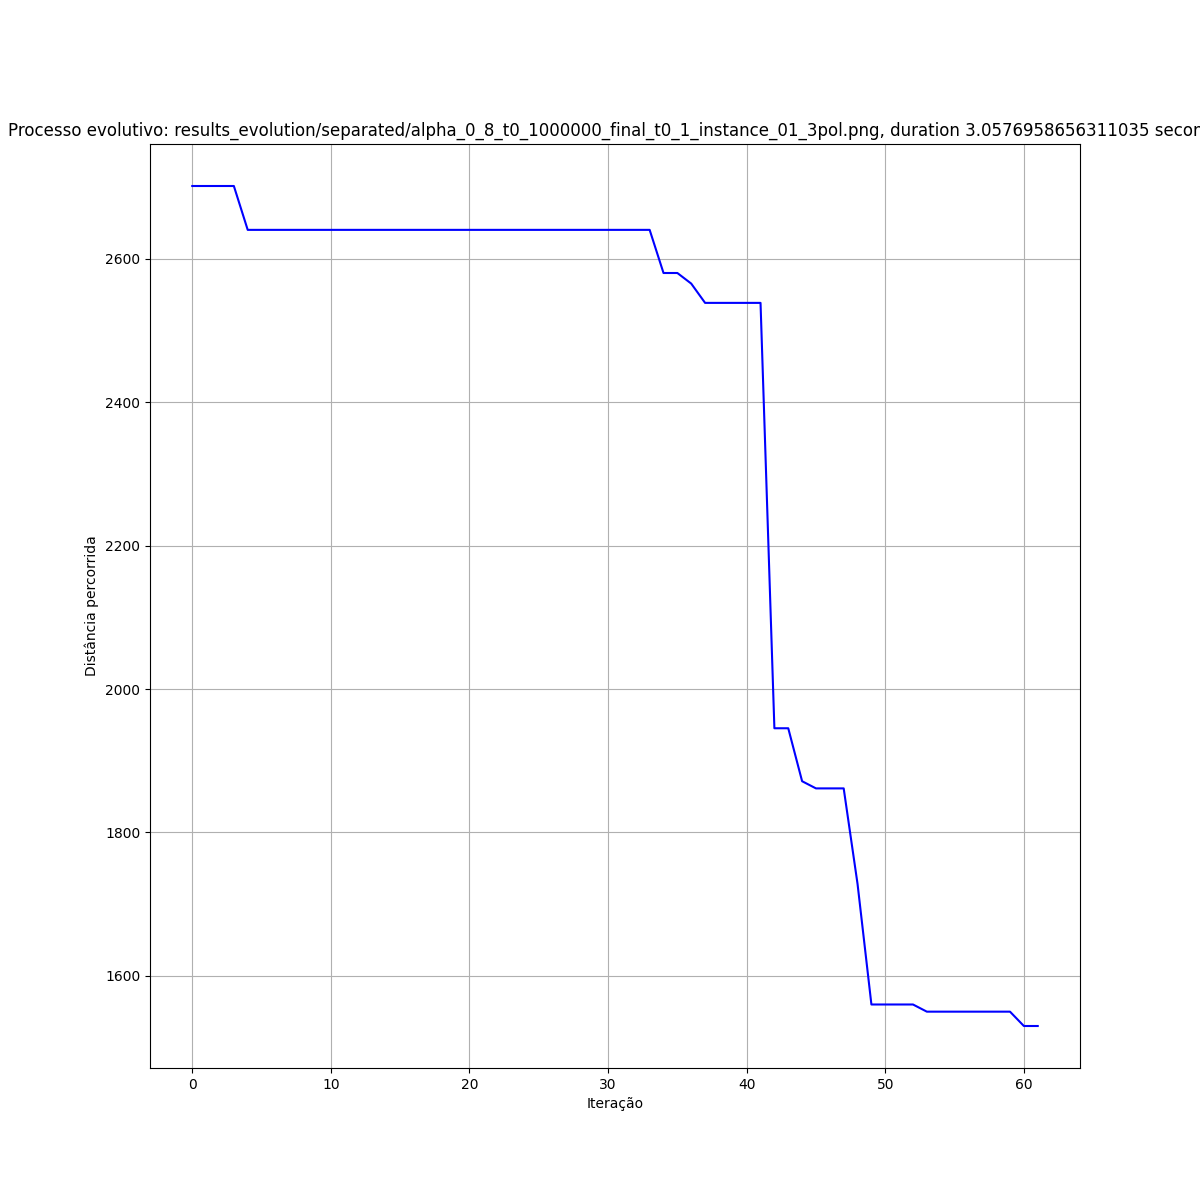 Processo evolutivo: results_evolution/separated/alpha_0_8_t0_1000000_final_t0_1_instance_01_3pol.png, duration 3.0576958656311035
2600
2400
2200
2000
1800
1600
Distância percorrida
0 10 20 30 40 50 60
Iteração